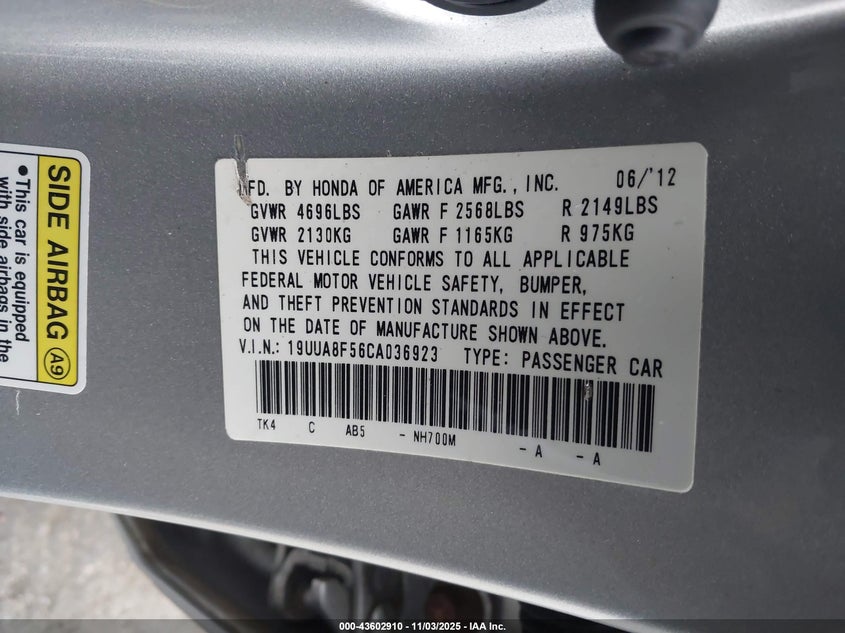 SIDE AIRBAG A9
•This car is equipped
with side airbags in the
MFD. BY HONDA OF AMERICA MFG., INC. 06/'12
GVWR 4696LBS GAWR F 2568LBS R 2149LBS
GVWR 2130KG GAWR F 1165KG R 975KG
THIS VEHICLE CONFORMS TO ALL APPLICABLE
FEDERAL MOTOR VEHICLE SAFETY, BUMPER,
AND THEFT PREVENTION STANDARDS IN EFFECT
ON THE DATE OF MANUFACTURE SHOWN ABOVE.
V.I.N.: 19UUA8F56CA036923 TYPE: PASSENGER CAR
TK4 C AB5 - NH700M - A - A
000-43602910 - 11/03/2025 - IAA Inc.